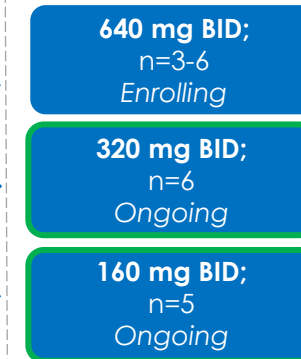 640 mg BID;
n=3-6
Enrolling
320 mg BID;
n=6
Ongoing
160 mg BID;
n=5
Ongoing